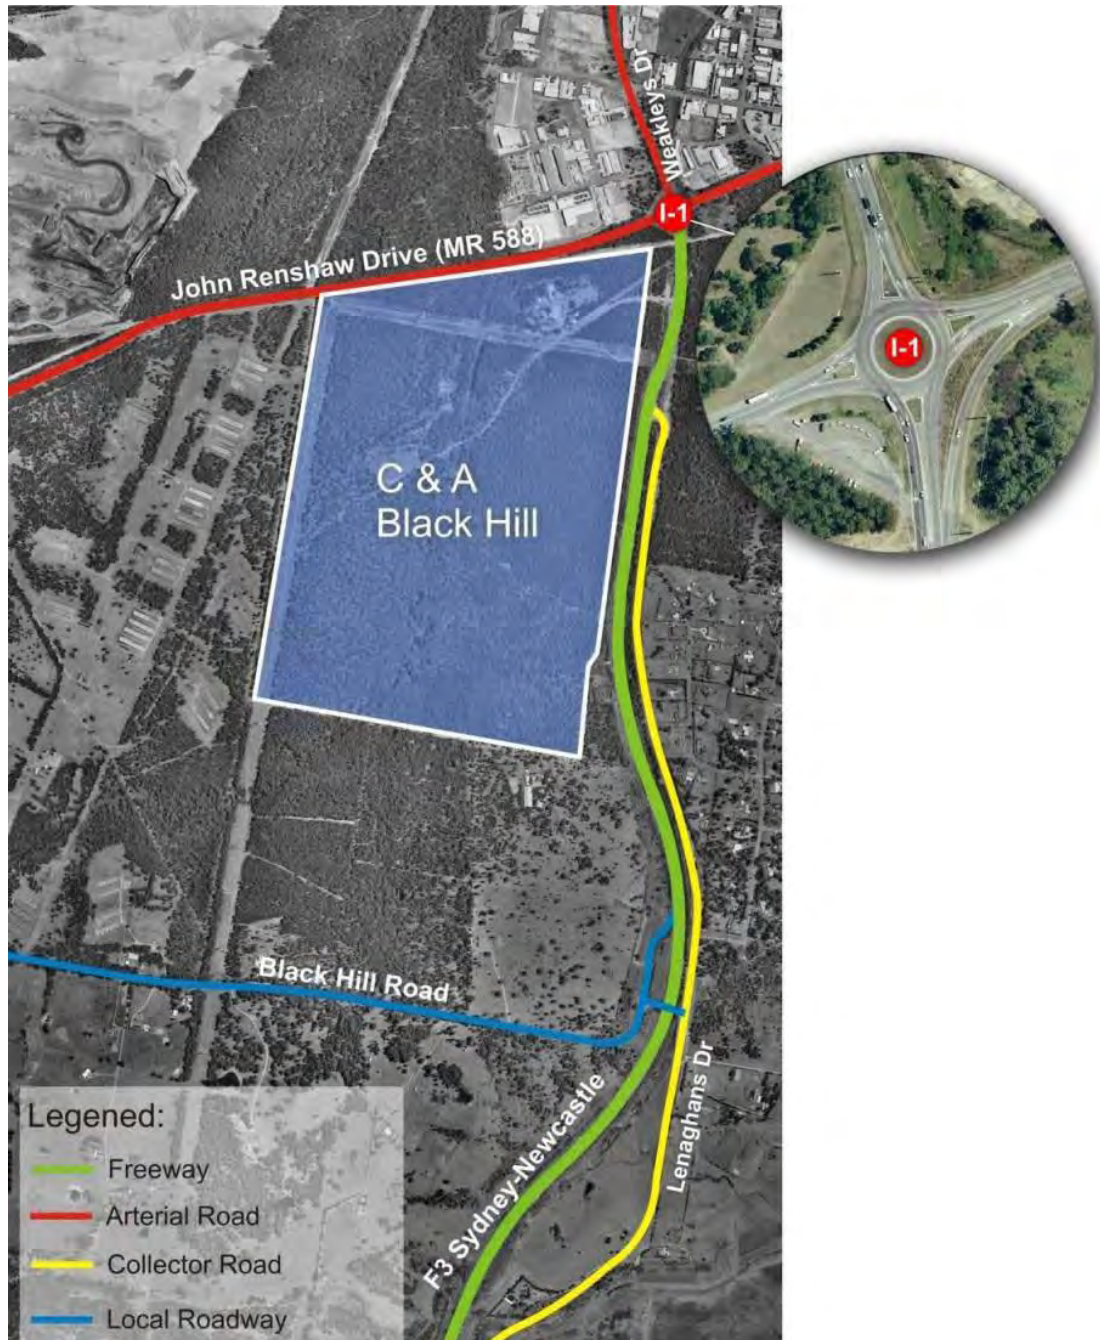 Weakleys Dr
I-1
I-1
John Renshaw Drive (MR 588)
C & A
Black Hill
Black Hill Road
F3 Sydney-Newcastle
Lenaghans Dr
Legened:
Freeway
Arterial Road
Collector Road
Local Roadway